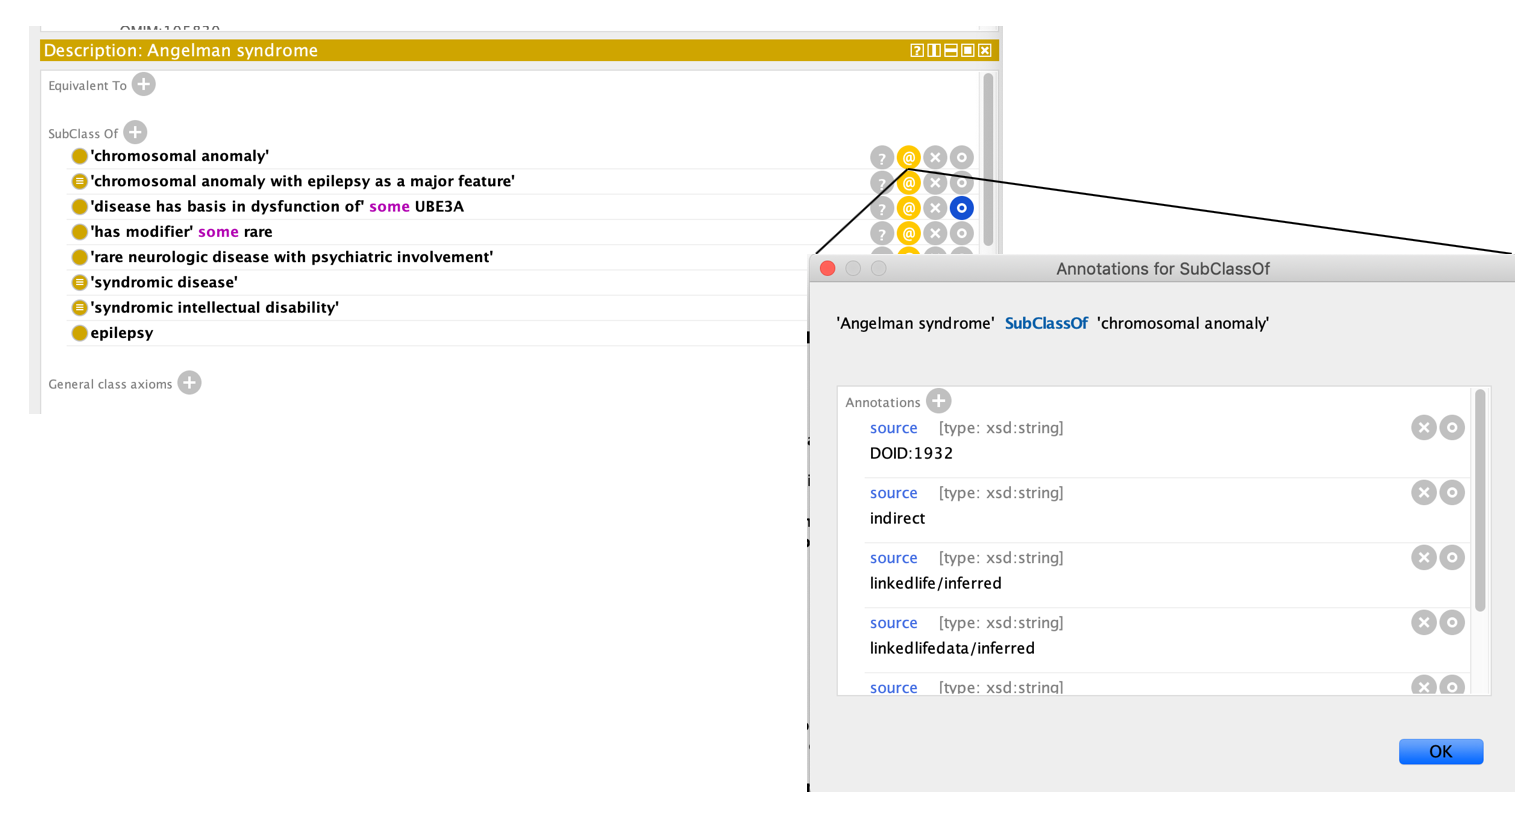 Description: Angelman syndrome
Equivalent To
SubClass Of
'chromosomal anomaly'
'chromosomal anomaly with epilepsy as a major feature'
'disease has basis in dysfunction of' some UBE3A
'has modifier' some rare
'rare neurologic disease with psychiatric involvement'
'syndromic disease'
'syndromic intellectual disability'
epilepsy
General class axioms
Annotations for SubClassOf
'Angelman syndrome' SubClassOf 'chromosomal anomaly'
Annotations
source [type: xsd:string]
DOID:1932
source [type: xsd:string]
indirect
source [type: xsd:string]
linkedlife/inferred
source [type: xsd:string]
linkedlifedata/inferred
source [type: xsd:string]
OK